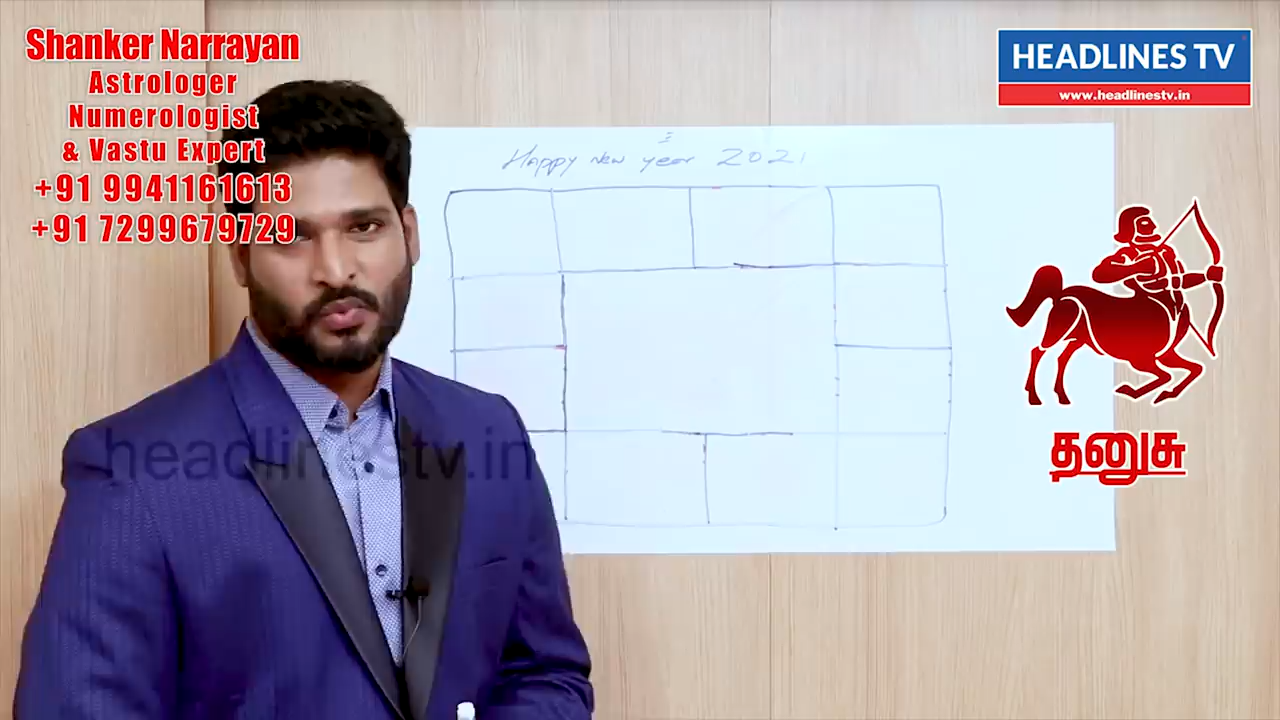 Shanker Narrayan
Astrologer
Numerologist
& Vastu Expert
+91 9941161613
+91 7299679729
HEADLINES TV
www.headlinestv.in
Happy New year 2021
headlinestv.in
தனுசு